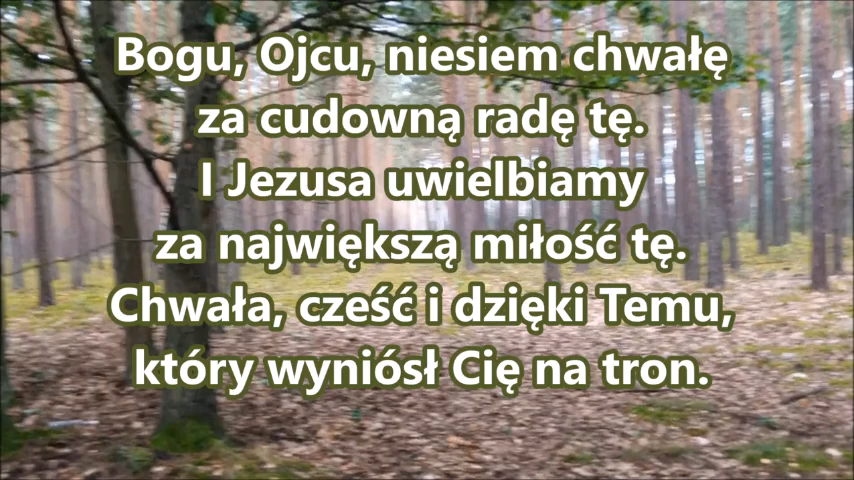 Bogu, Ojcu, niesiem chwałę
za cudowną radę tę.
I Jezusa uwielbiamy
za największą miłość tę.
Chwała, cześć i dzięki Temu,
który wyniósł Cię na tron.